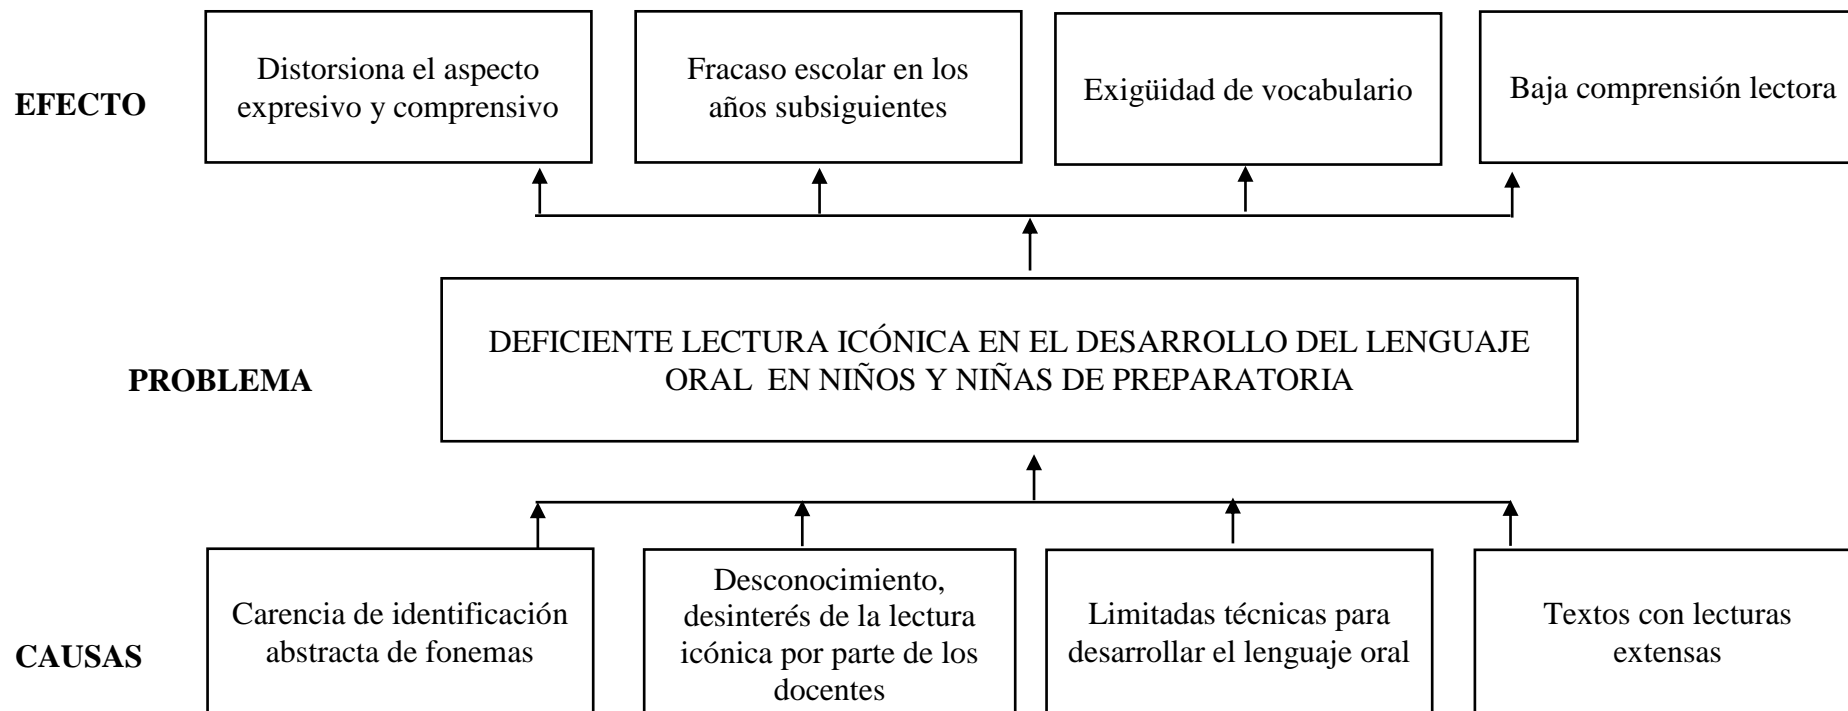 EFECTO
Distorsiona el aspecto
expresivo y comprensivo
Fracaso escolar en los
años subsiguientes
Exigüidad de vocabulario
Baja comprensión lectora
PROBLEMA
DEFICIENTE LECTURA ICÓNICA EN EL DESARROLLO DEL LENGUAJE
ORAL EN NIÑOS Y NIÑAS DE PREPARATORIA
CAUSAS
Carencia de identificación
abstracta de fonemas
Desconocimiento,
desinterés de la lectura
icónica por parte de los
docentes
Limitadas técnicas para
desarrollar el lenguaje oral
Textos con lecturas
extensas